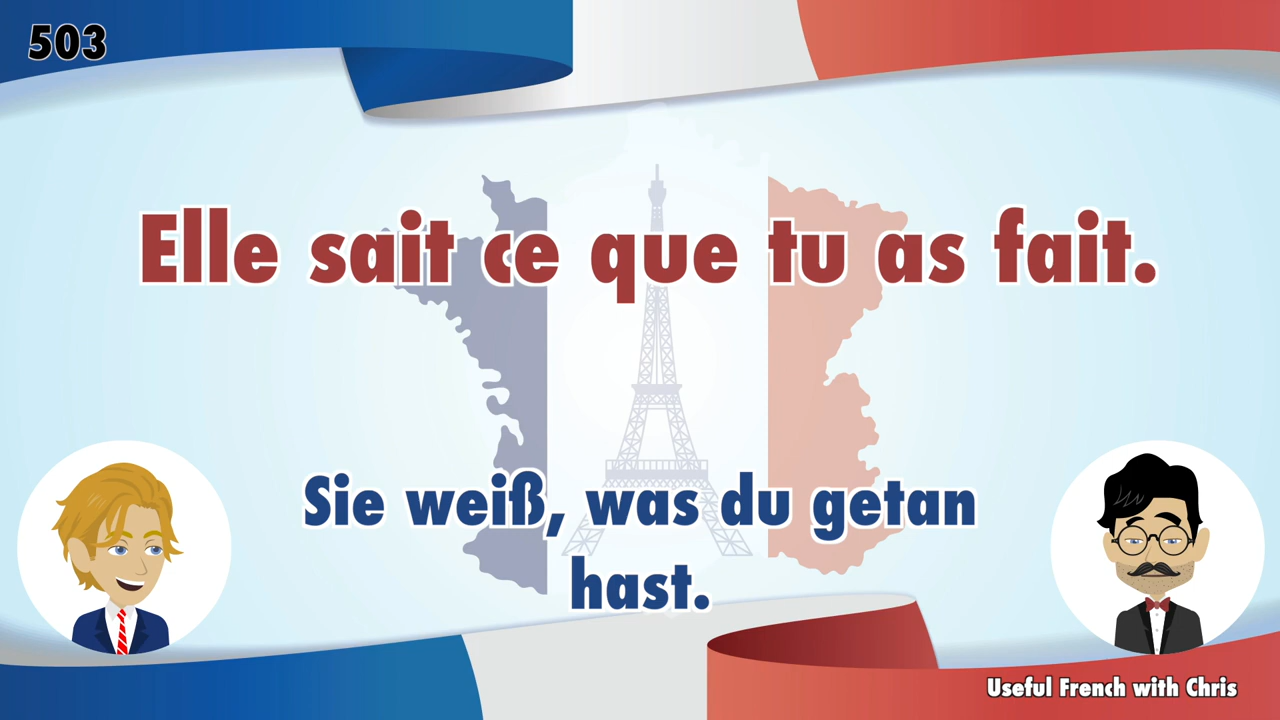 503
Elle sait ce que tu as fait.
Sie weiß, was du getan
hast.
Useful French with Chris